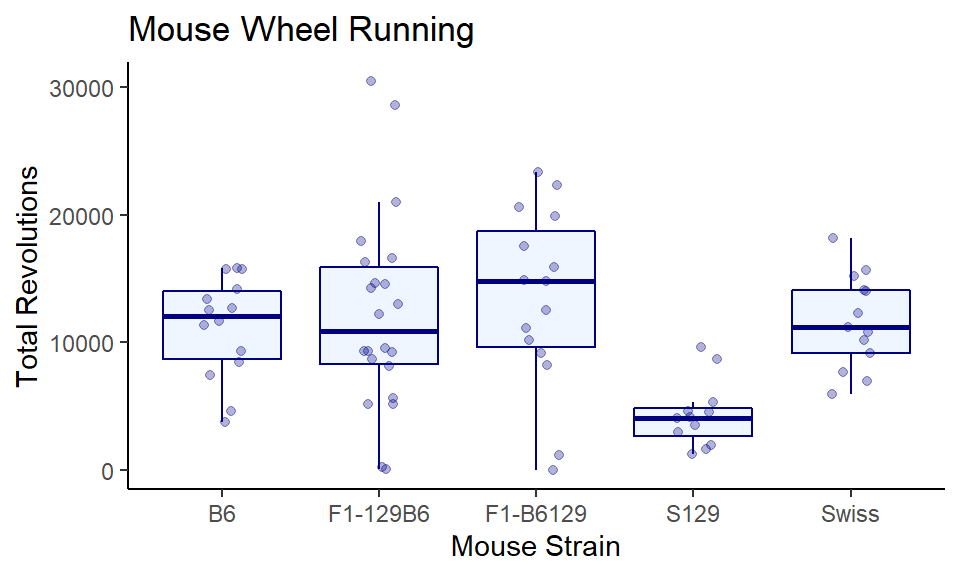 Mouse Wheel Running
Total Revolutions
30000
20000
10000
0
B6 F1-129B6 F1-B6129 S129 Swiss
Mouse Strain